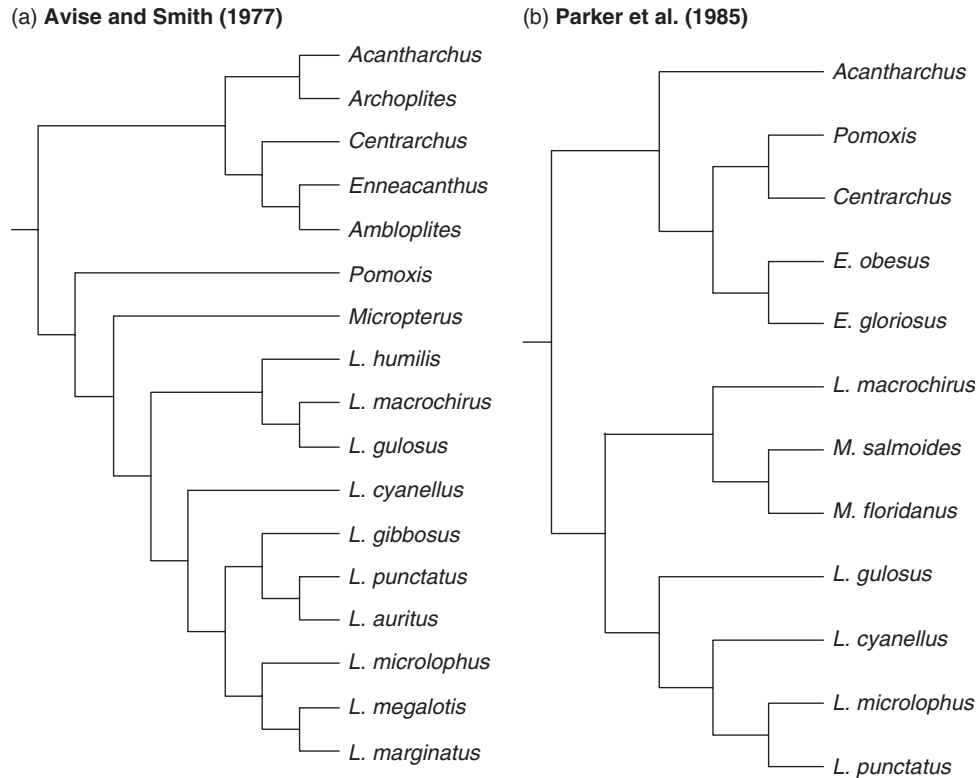 (a) Avise and Smith (1977)
Acantharchus
Archoplites
Centrarchus
Enneacanthus
Ambloplites
Pomoxis
Micropterus
L. humilis
L. macrochirus
L. gulosus
L. cyanellus
L. gibbosus
L. punctatus
L. auritus
L. microlophus
L. megalotis
L. marginatus
(b) Parker et al. (1985)
Acantharchus
Pomoxis
Centrarchus
E. obesus
E. gloriosus
L. macrochirus
M. salmoides
M. floridanus
L. gulosus
L. cyanellus
L. microlophus
L. punctatus